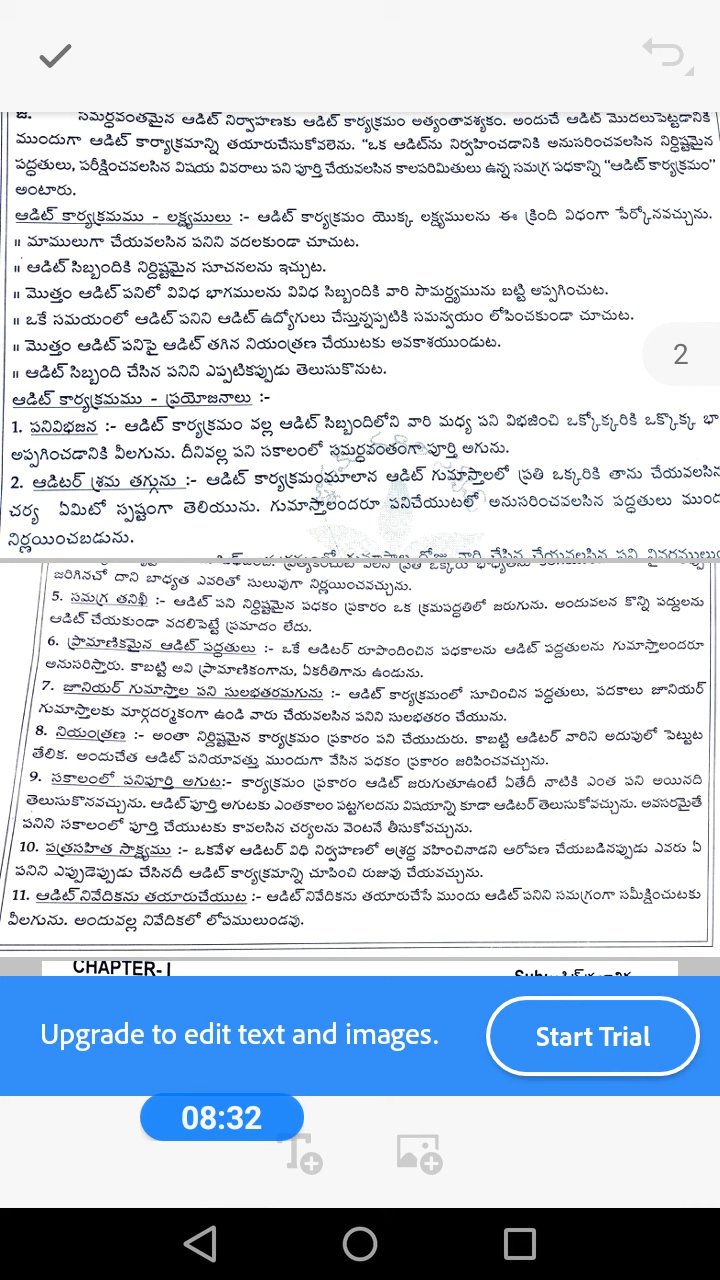 జ. సమర్ధవంతమైన ఆడిట్ నిర్వాహణకు ఆడిట్ కార్యక్రమం అత్యంతావశ్యకం. అందుచే ఆడిట్ మొదలుపెట్టడానికి
ముందుగా ఆడిట్ కార్యాక్రమాన్ని తయారుచేసుకోవలెను. "ఒక ఆడిట్‌ను నిర్వహించడానికి అనుసరించవలసిన నిర్ధిష్టమైన
పద్ధతులు, పరీక్షించవలసిన విషయ వివరాలు పని పూర్తి చేయవలసిన కాలపరిమితులు ఉన్న సమగ్ర పధకాన్ని "ఆడిట్ కార్యక్రమం"
అంటారు.
ఆడిట్ కార్యక్రమము - లక్ష్యములు :- ఆడిట్ కార్యక్రమం యొక్క లక్ష్యములను ఈ క్రింది విధంగా పేర్కోనవచ్చును.
॥ మాములుగా చేయవలసిన పనిని వదలకుండా చూచుట.
॥ ఆడిట్ సిబ్బందికి నిర్దిష్టమైన సూచనలను ఇచ్చుట.
॥ మొత్తం ఆడిట్ పనిలో వివిధ భాగములను వివిధ సిబ్బందికి వారి సామర్ధ్యమును బట్టి అప్పగించుట.
॥ ఒకే సమయంలో ఆడిట్ పనిని ఆడిట్ ఉద్యోగులు చేస్తున్నప్పటికి సమన్వయం లోపించకుండా చూచుట.
॥ మొత్తం ఆడిట్ పనిపై ఆడిట్ తగిన నియంత్రణ చేయుటకు అవకాశయుండుట.
2
॥ ఆడిట్ సిబ్బంది చేసిన పనిని ఎప్పటికప్పుడు తెలుసుకొనుట.
ఆడిట్ కార్యక్రమము - ప్రయోజనాలు :-
1. పనివిభజన :- ఆడిట్ కార్యక్రమం వల్ల ఆడిట్ సిబ్బందిలోని వారి మధ్య పని విభజించి ఒక్కోక్కరికి ఒక్కొక్క భా
అప్పగించడానికి వీలగును. దీనివల్ల పని సకాలంలో సమర్ధవంతంగా పూర్తి అగును.
2. ఆడిటర్ శ్రమ తగ్గును :- ఆడిట్ కార్యక్రమంమూలాన ఆడిట్ గుమాస్తాలలో ప్రతి ఒక్కరికి తాను చేయవలసిన
చర్య ఏమిటో స్పష్టంగా తెలియును. గుమాస్తాలందరూ పనిచేయుటలో అనుసరించవలసిన పద్ధతులు ముంద
నిర్ణయించబడును.
జరిగినచో దాని బాధ్యత ఎవరితో సులువుగా నిర్ణయించవచ్చును.
5. సమగ్ర తనిఖీ :- ఆడిట్ పని నిర్ధిష్టమైన పధకం ప్రకారం ఒక క్రమపద్ధతిలో జరుగును. అందువలన కొన్ని పద్దులను
ఆడిట్ చేయకుండా వదలిపెట్టే ప్రమాదం లేదు.
6. ప్రామాణికమైన ఆడిట్ పద్ధతులు :- ఒకే ఆడిటర్ రూపొందించిన పధకాలను ఆడిట్ పద్దతులను గుమాస్తాలందరూ
అనుసరిస్తారు. కాబట్టి అవి ప్రామాణికంగాను, ఏకరీతిగాను ఉండును.
7. జూనియర్ గుమాస్తాల పని సులభతరమగును :- ఆడిట్ కార్యక్రమంలో సూచించిన పద్ధతులు, పదకాలు జూనియర్
గుమాస్తాలకు మార్గదర్శకంగా ఉండి వారు చేయవలసిన పనిని సులభతరం చేయును.
8. నియంత్రణ :- అంతా నిర్దిష్టమైన కార్యక్రమం ప్రకారం పని చేయుదురు. కాబట్టి ఆడిటర్ వారిని అదుపులో పెట్టుట
తేలిక. అందుచేత ఆడిట్ పనియావత్తు ముందుగా వేసిన పధకం ప్రకారం జరిపించవచ్చును.
9. సకాలంలో పనిపూర్తి అగుట:- కార్యక్రమం ప్రకారం ఆడిట్ జరుగుతూఉంటే ఏతేదీ నాటికి ఎంత పని అయినది
తెలుసుకొనవచ్చును. ఆడిట్ పూర్తి అగుటకు ఎంతకాలం పట్టగలదను విషయాన్ని కూడా ఆడిటర్ తెలుసుకోవచ్చును. అవసరమైతే
పనిని సకాలంలో పూర్తి చేయుటకు కావలసిన చర్యలను వెంటనే తీసుకోవచ్చును.
10. పత్రసహిత సాక్ష్యము :- ఒకవేళ ఆడిటర్ విధి నిర్వహణలో అశ్రద్ధ వహించినాడని ఆరోపణ చేయబడినప్పుడు ఎవరు ఏ
పనిని ఎప్పుడెప్పుడు చేసినదీ ఆడిట్ కార్యక్రమాన్ని చూపించి రుజువు చేయవచ్చును.
11. ఆడిట్ నివేదికను తయారుచేయుట :- ఆడిట్ నివేదికను తయారుచేసే ముందు ఆడిట్ పనిని సమగ్రంగా సమీక్షించుటకు
వీలగును. అందువల్ల నివేదికలో లోపములుండవు.
CHAPTER- I
Upgrade to edit text and images.
Start Trial
08:32